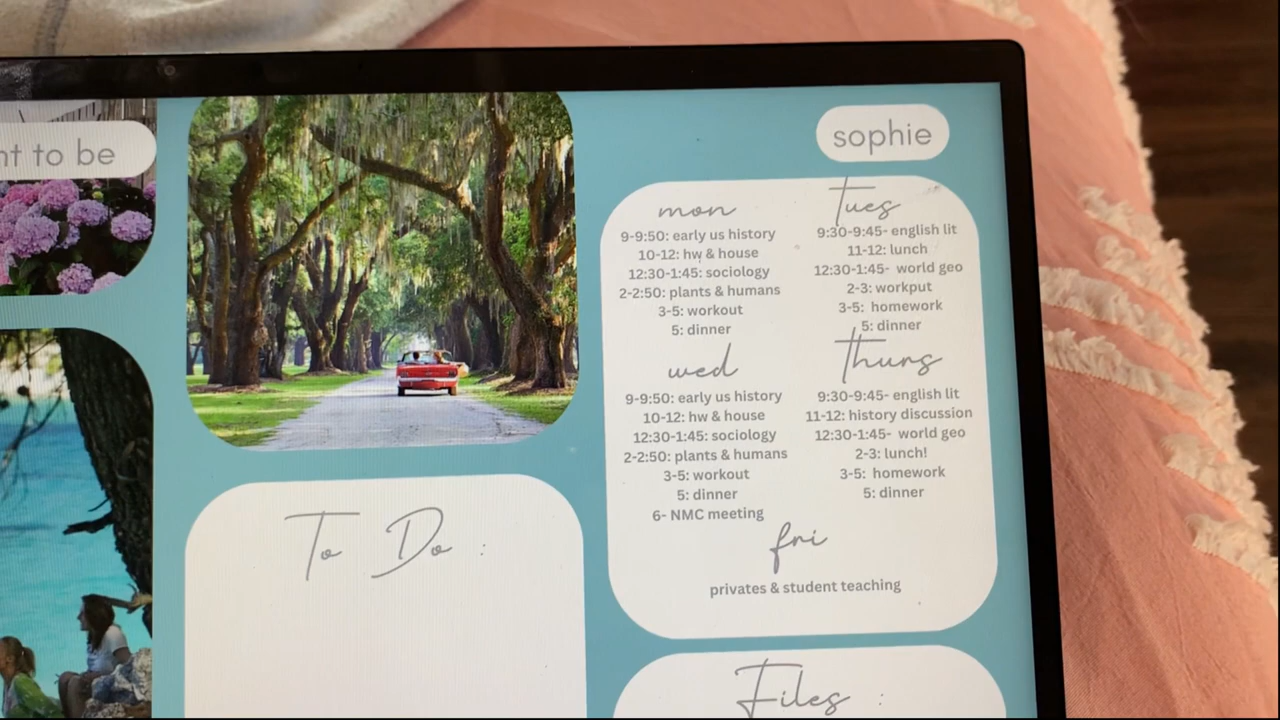 nt to be
sophie
mon
9-9:50: early us history
10-12: hw & house
12:30-1:45: sociology
2-2:50: plants & humans
3-5: workout
5: dinner
Tues
9:30-9:45- english lit
11-12: lunch
12:30-1:45- world geo
2-3: workput
3-5: homework
5: dinner
wed
9-9:50: early us history
10-12: hw & house
12:30-1:45: sociology
2-2:50: plants & humans
3-5: workout
5: dinner
6- NMC meeting
Thurs
9:30-9:45- english lit
11-12: history discussion
12:30-1:45- world geo
2-3: lunch!
3-5: homework
5: dinner
fri
privates & student teaching
To Do :
Files :